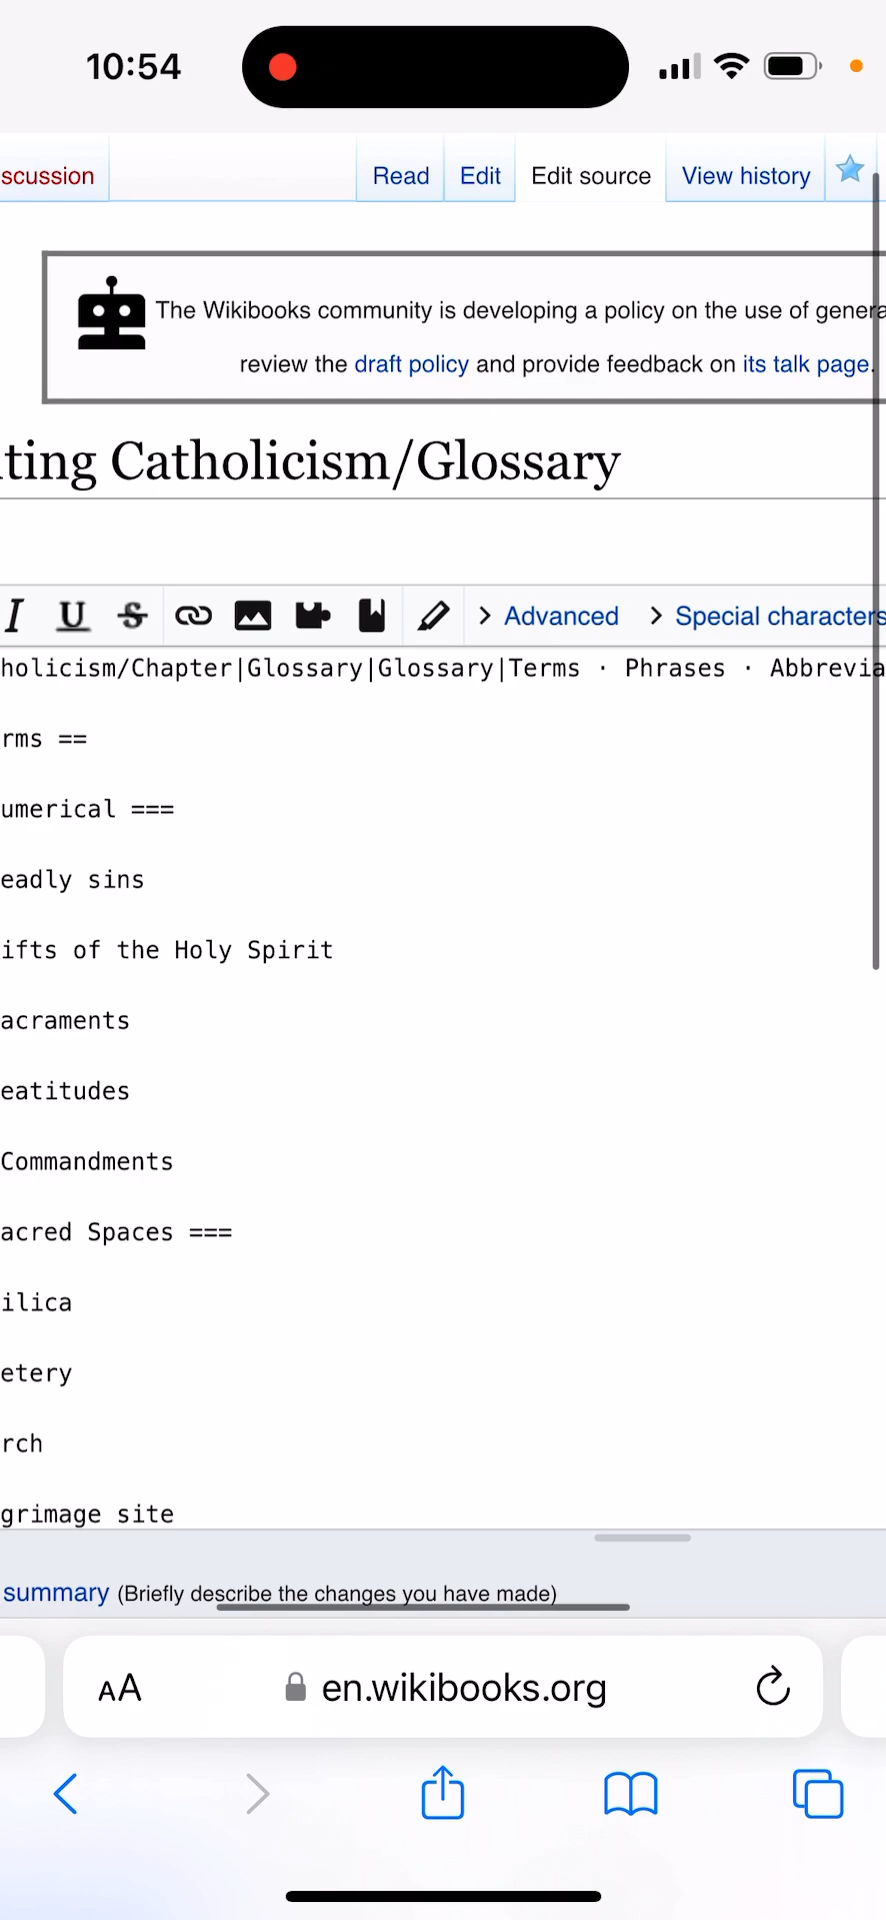 10:54
scussion Read Edit Edit source View history
The Wikibooks community is developing a policy on the use of genera
review the draft policy and provide feedback on its talk page.
ting Catholicism/Glossary
I U S Advanced Special characters
holicism/Chapter|Glossary|Glossary|Terms · Phrases · Abbrevia
rms ==
umerical ===
eadly sins
ifts of the Holy Spirit
acraments
eatitudes
Commandments
acred Spaces ===
ilica
etery
rch
grimage site
summary (Briefly describe the changes you have made)
AA en.wikibooks.org